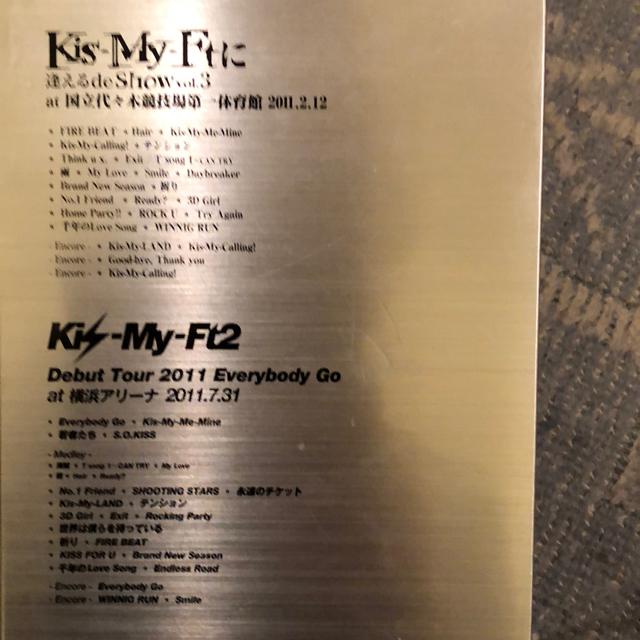 Kis-My-Ftに
逢えるde Show vol.3
at 国立代々木競技場第一体育館 2011.2.12
• FIRE BEAT • Hair • Kis-My-Me-Mine
• Kis-My-Calling! • テンション
• Think u x. • Exit / T'song I -CAN TRY
• 雨 • My Love • Smile • Daybreaker
• Brand New Season • 祈り
• No.1 Friend • Ready? • 3D Girl
• Home Party!! • ROCK U • Try Again
• 千年のLove Song • WINNIG RUN
- Encore - • Kis-My-LAND • Kis-My-Calling!
- Encore - • Good-bye, Thank you
- Encore - • Kis-My-Calling!
Kis-My-Ft2
Debut Tour 2011 Everybody Go
at 横浜アリーナ 2011.7.31
• Everybody Go • Kis-My-Me-Mine
• 若者たち • S.O.KISS
- Medley -
• T'song I -CAN TRY • My Love
• 雨 • Hair • Ready?
• No.1 Friend • SHOOTING STARS • 永遠のチケット
• Kis-My-LAND • テンション
• 3D Girl • Exit • Rocking Party
• 世界は僕らを待っている
• 祈り • FIRE BEAT
• KISS FOR U • Brand New Season
• 千年のLove Song • Endless Road
- Encore - Everybody Go
- Encore - WINNIG RUN • Smile